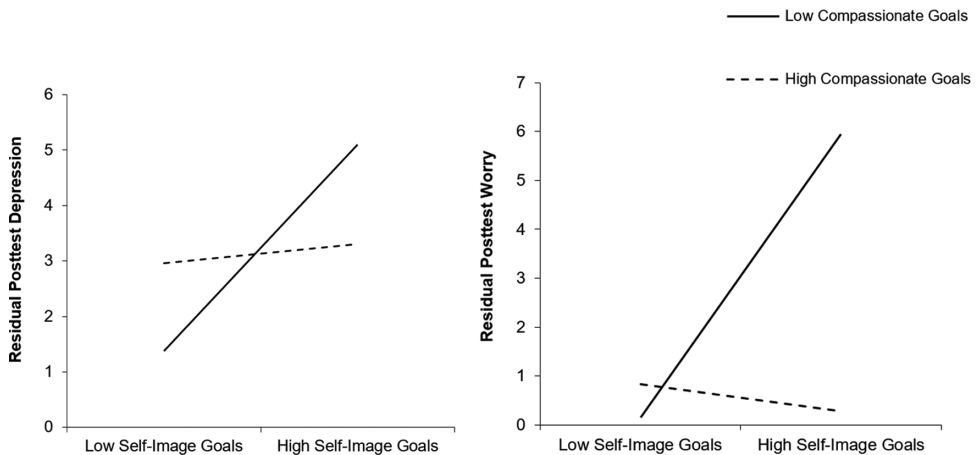 Low Compassionate Goals
High Compassionate Goals
Residual Posttest Depression
6
5
4
3
2
1
0
Low Self-Image Goals
High Self-Image Goals
Residual Posttest Worry
7
6
5
4
3
2
1
0
Low Self-Image Goals
High Self-Image Goals